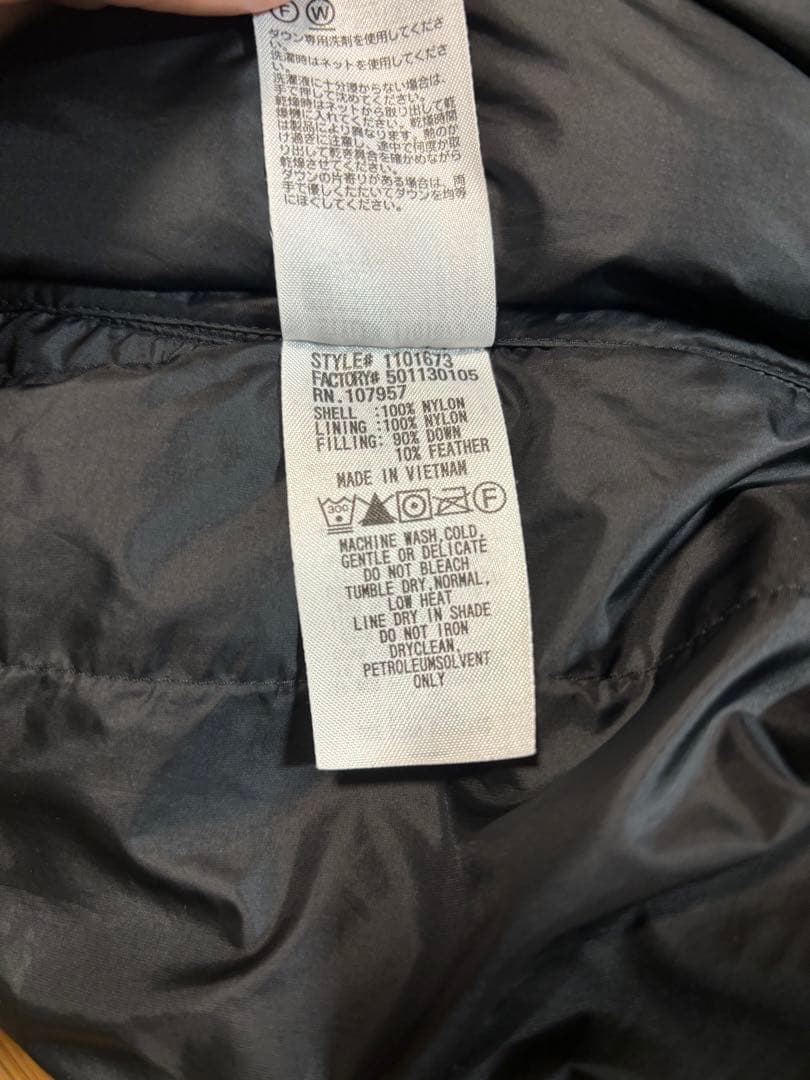 F W
ダウン専用洗剤を使用してくださ
い。
洗濯時はネットを使用してくださ
い。
洗濯液に十分漬からない場合は、
手で押して沈めてください。
乾燥時はネットから取り出して乾
燥機に入れてください。乾燥時間
は製品により異なります。熱のか
け過ぎに注意し、途中で何度か取
り出して乾き具合を確かめながら
乾燥させてください。
ダウンの片寄りがある場合は、両
手で優しくたたいてダウンを均等
にほぐしてください。
STYLE# 1101673
FACTORY# 501130105
RN.107957
SHELL :100% NYLON
LINING :100% NYLON
FILLING: 90% DOWN
10% FEATHER
MADE IN VIETNAM
300 F
MACHINE WASH,COLD,
GENTLE OR DELICATE
DO NOT BLEACH
TUMBLE DRY,NORMAL,
LOW HEAT
LINE DRY IN SHADE
DO NOT IRON
DRYCLEAN,
PETROLEUMSOLVENT
ONLY